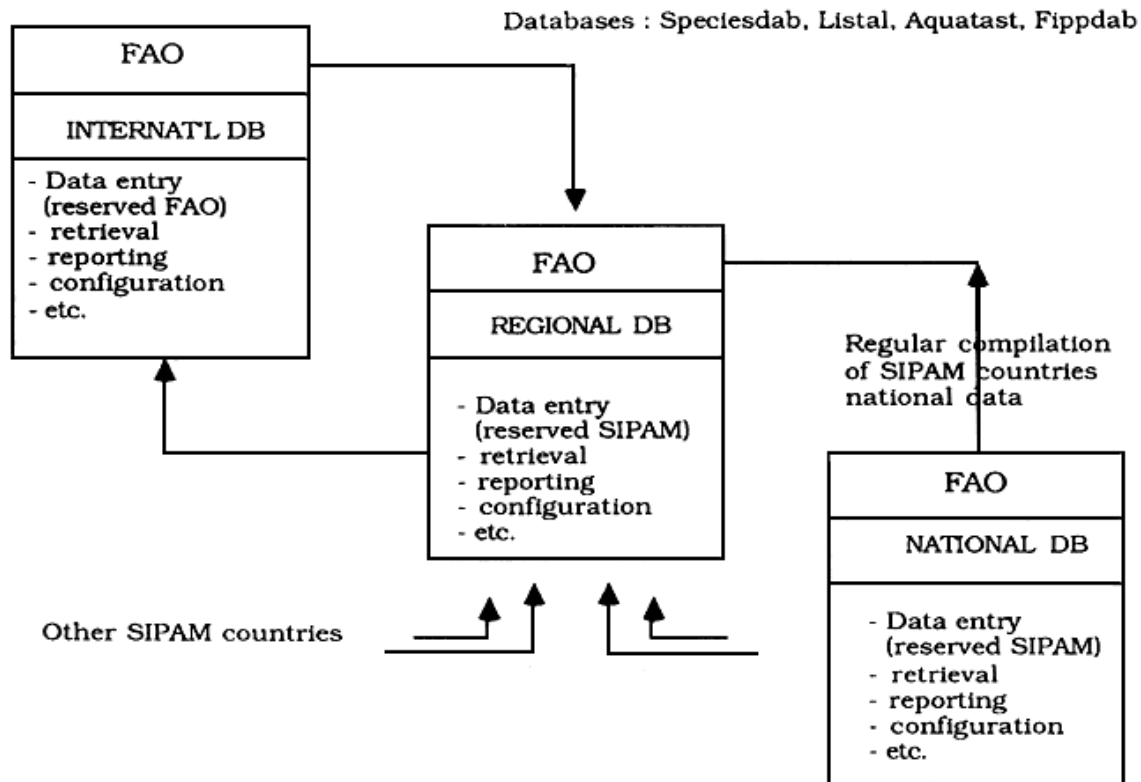 Databases : Speciesdab, Listal, Aquatast, Fippdab
FAO
INTERNAT'L DB
- Data entry
(reserved FAO)
- retrieval
- reporting
- configuration
- etc.
FAO
REGIONAL DB
- Data entry
(reserved SIPAM)
- retrieval
- reporting
- configuration
- etc.
Regular compilation
of SIPAM countries
national data
FAO
NATIONAL DB
- Data entry
(reserved SIPAM)
- retrieval
- reporting
- configuration
- etc.
Other SIPAM countries